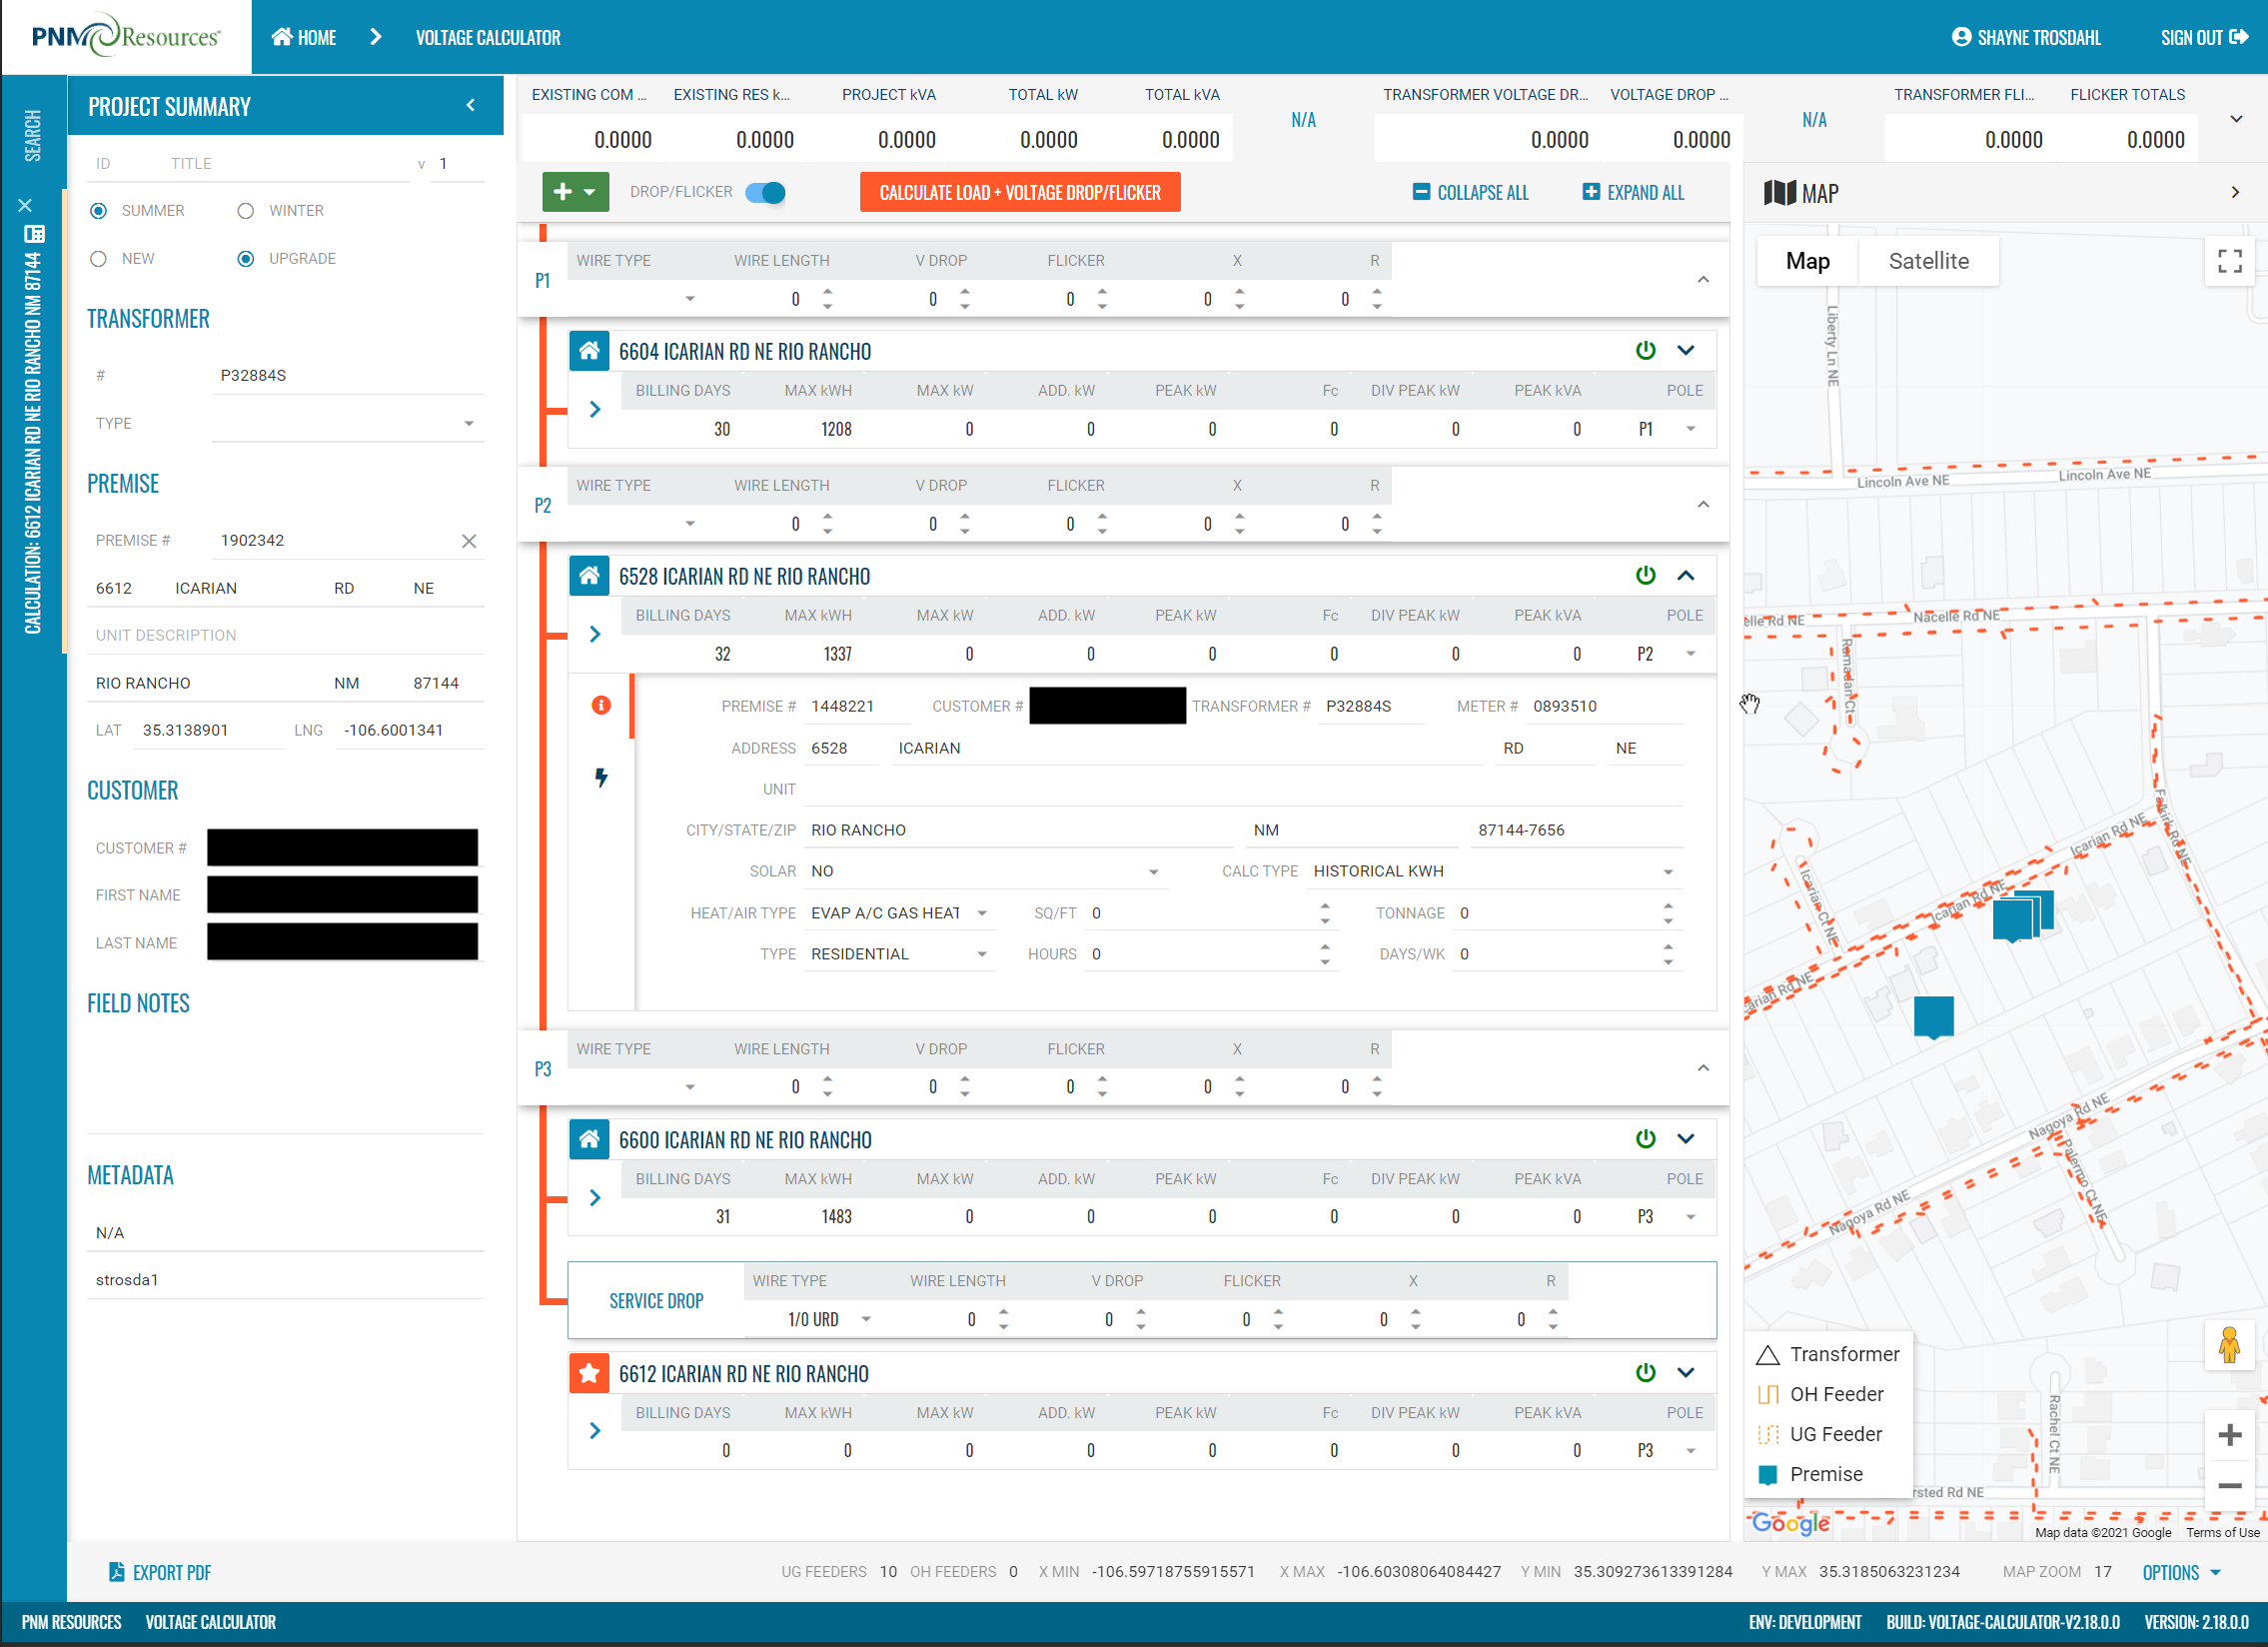 PNM Resources
HOME
VOLTAGE CALCULATOR
SHAYNE TROSDAHL
SIGN OUT
SEARCH
CALCULATION: 6612 ICARIAN RD NE RIO RANCHO NM 87144
PROJECT SUMMARY
ID TITLE v 1
SUMMER WINTER
NEW UPGRADE
TRANSFORMER
# P32884S
TYPE
PREMISE
PREMISE # 1902342
6612 ICARIAN RD NE
UNIT DESCRIPTION
RIO RANCHO NM 87144
LAT 35.3138901 LNG -106.6001341
CUSTOMER
CUSTOMER #
FIRST NAME
LAST NAME
FIELD NOTES
METADATA
N/A
strosda1
EXPORT PDF
EXISTING COM ... EXISTING RES k... PROJECT kVA TOTAL kW TOTAL kVA N/A TRANSFORMER VOLTAGE DR... VOLTAGE DROP ... N/A TRANSFORMER FLI... FLICKER TOTALS
0.0000 0.0000 0.0000 0.0000 0.0000 0.0000 0.0000 0.0000 0.0000
DROP/FLICKER CALCULATE LOAD + VOLTAGE DROP/FLICKER COLLAPSE ALL EXPAND ALL
P1
WIRE TYPE WIRE LENGTH V DROP FLICKER X R
0 0 0 0 0
6604 ICARIAN RD NE RIO RANCHO
BILLING DAYS MAX kWH MAX kW ADD. kW PEAK kW Fc DIV PEAK kW PEAK kVA POLE
30 1208 0 0 0 0 0 0 P1
P2
WIRE TYPE WIRE LENGTH V DROP FLICKER X R
0 0 0 0 0
6528 ICARIAN RD NE RIO RANCHO
BILLING DAYS MAX kWH MAX kW ADD. kW PEAK kW Fc DIV PEAK kW PEAK kVA POLE
32 1337 0 0 0 0 0 0 P2
PREMISE # 1448221 CUSTOMER # TRANSFORMER # P32884S METER # 0893510
ADDRESS 6528 ICARIAN RD NE
UNIT
CITY/STATE/ZIP RIO RANCHO NM 87144-7656
SOLAR NO CALC TYPE HISTORICAL KWH
HEAT/AIR TYPE EVAP A/C GAS HEAT SQ/FT 0 TONNAGE 0
TYPE RESIDENTIAL HOURS 0 DAYS/WK 0
P3
WIRE TYPE WIRE LENGTH V DROP FLICKER X R
0 0 0 0 0
6600 ICARIAN RD NE RIO RANCHO
BILLING DAYS MAX kWH MAX kW ADD. kW PEAK kW Fc DIV PEAK kW PEAK kVA POLE
31 1483 0 0 0 0 0 0 P3
SERVICE DROP
WIRE TYPE WIRE LENGTH V DROP FLICKER X R
1/0 URD 0 0 0 0 0
6612 ICARIAN RD NE RIO RANCHO
BILLING DAYS MAX kWH MAX kW ADD. kW PEAK kW Fc DIV PEAK kW PEAK kVA POLE
0 0 0 0 0 0 0 0 P3
MAP
Map Satellite
Liberty Ln NE
Lincoln Ave NE
Lincoln Ave NE
elle Rd NE
Nacelle Rd NE
Ramadan Ct
Falkirk Rd NE
Icarian Rd NE
Icarian Rd NE
Icarian Ct NE
carian Rd NE
Nagoya Rd NE
Palermo Ct NE
Nagoya Rd NE
Rachel Ct NE
rsted Rd NE
Transformer
OH Feeder
UG Feeder
Premise
Google
Map data ©2021 Google Terms of Use
UG FEEDERS 10 OH FEEDERS 0 X MIN -106.59718755915571 X MAX -106.60308064084427 Y MIN 35.309273613391284 Y MAX 35.3185063231234 MAP ZOOM 17 OPTIONS
PNM RESOURCES VOLTAGE CALCULATOR
ENV: DEVELOPMENT BUILD: VOLTAGE-CALCULATOR-V2.18.0.0 VERSION: 2.18.0.0